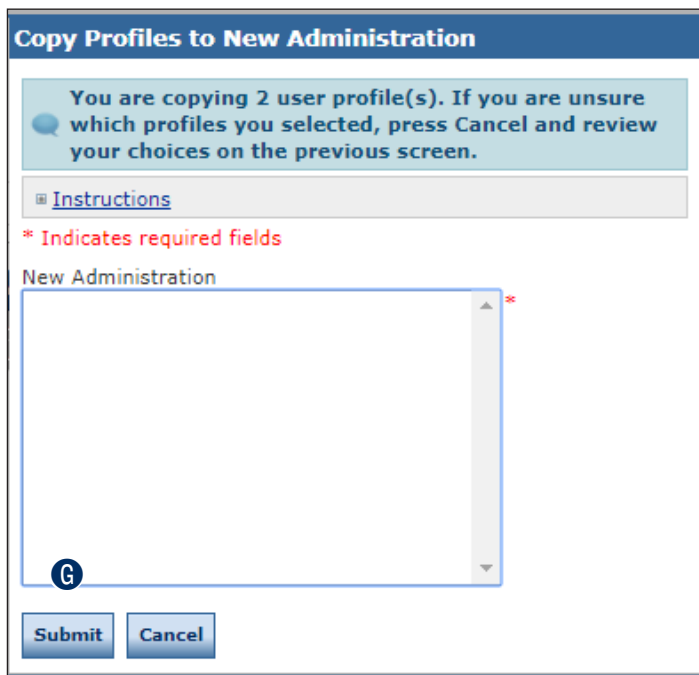 Copy Profiles to New Administration
You are copying 2 user profile(s). If you are unsure
which profiles you selected, press Cancel and review
your choices on the previous screen.
Instructions
* Indicates required fields
New Administration
*
G
Submit Cancel